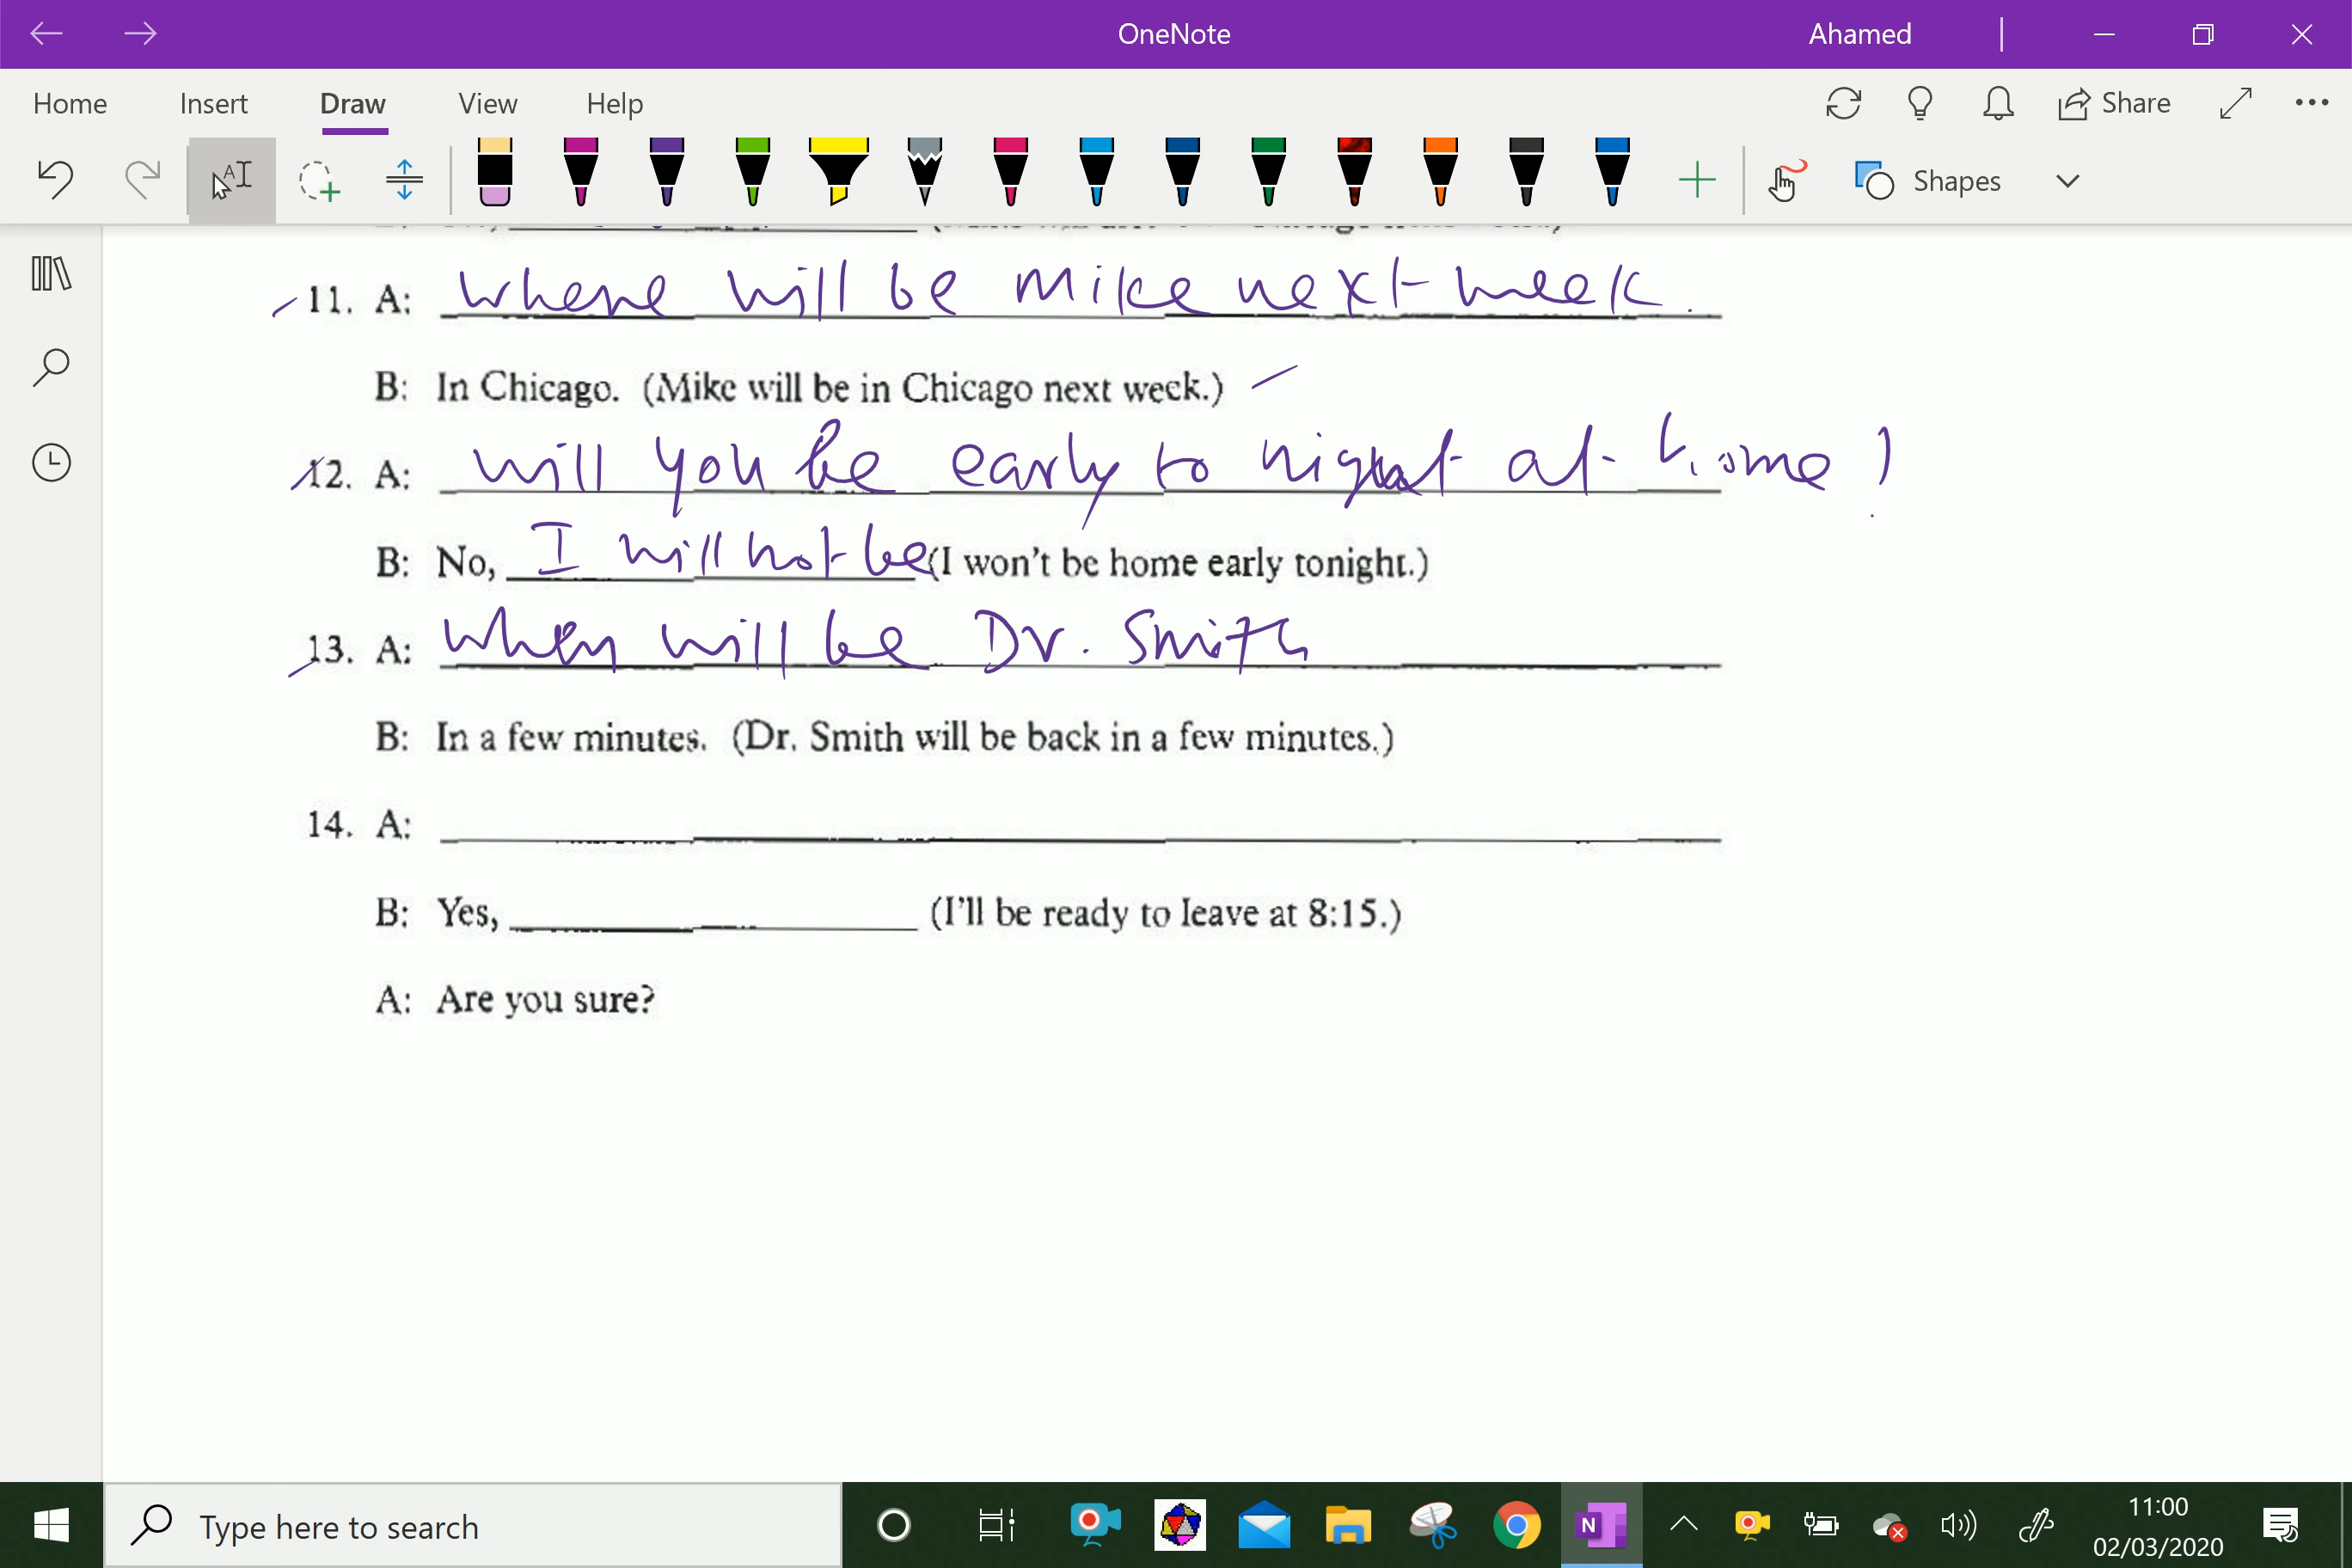 OneNote
Ahamed
Home Insert Draw View Help
Share
Shapes
11. A: where will be Mike next week.
B: In Chicago. (Mike will be in Chicago next week.)
12. A: will you be early to night at home?
B: No, I will not be (I won't be home early tonight.)
13. A: when will be Dr. Smith
B: In a few minutes. (Dr. Smith will be back in a few minutes.)
14. A:
B: Yes, (I'll be ready to leave at 8:15.)
A: Are you sure?
Type here to search
N
11:00
02/03/2020